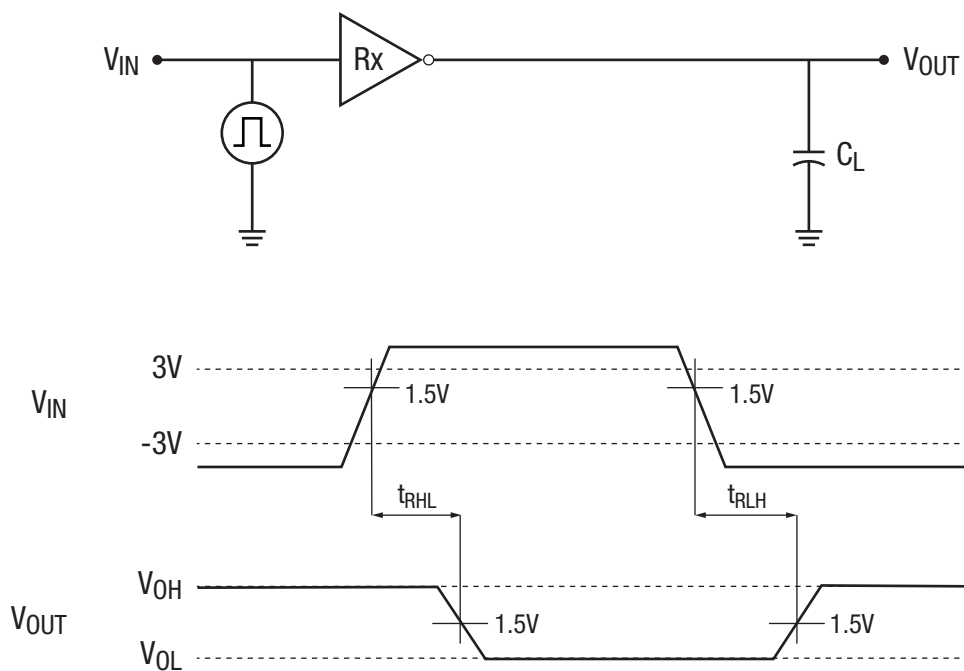 VIN
Rx
VOUT
CL
3V
1.5V
1.5V
VIN
-3V
tRHL
tRLH
VOH
VOUT
1.5V
1.5V
VOL